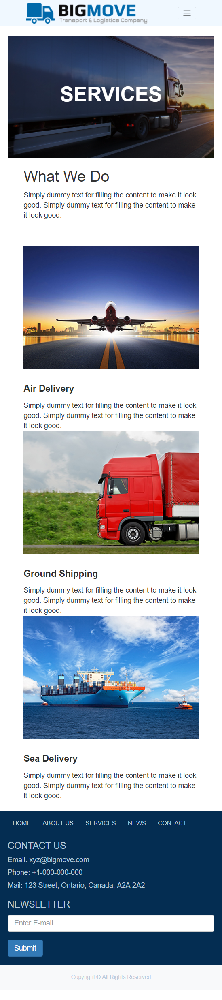 BIGMOVE
Transport & Logistics Company
SERVICES
What We Do
Simply dummy text for filling the content to make it look
good. Simply dummy text for filling the content to make
it look good.
Air Delivery
Simply dummy text for filling the content to make it look
good. Simply dummy text for filling the content to make
it look good.
Ground Shipping
Simply dummy text for filling the content to make it look
good. Simply dummy text for filling the content to make
it look good.
Sea Delivery
Simply dummy text for filling the content to make it look
good. Simply dummy text for filling the content to make
it look good.
HOME ABOUT US SERVICES NEWS CONTACT
CONTACT US
Email: xyz@bigmove.com
Phone: +1-000-000-000
Mail: 123 Street, Ontario, Canada, A2A 2A2
NEWSLETTER
Enter E-mail
Submit
Copyright © All Rights Reserved